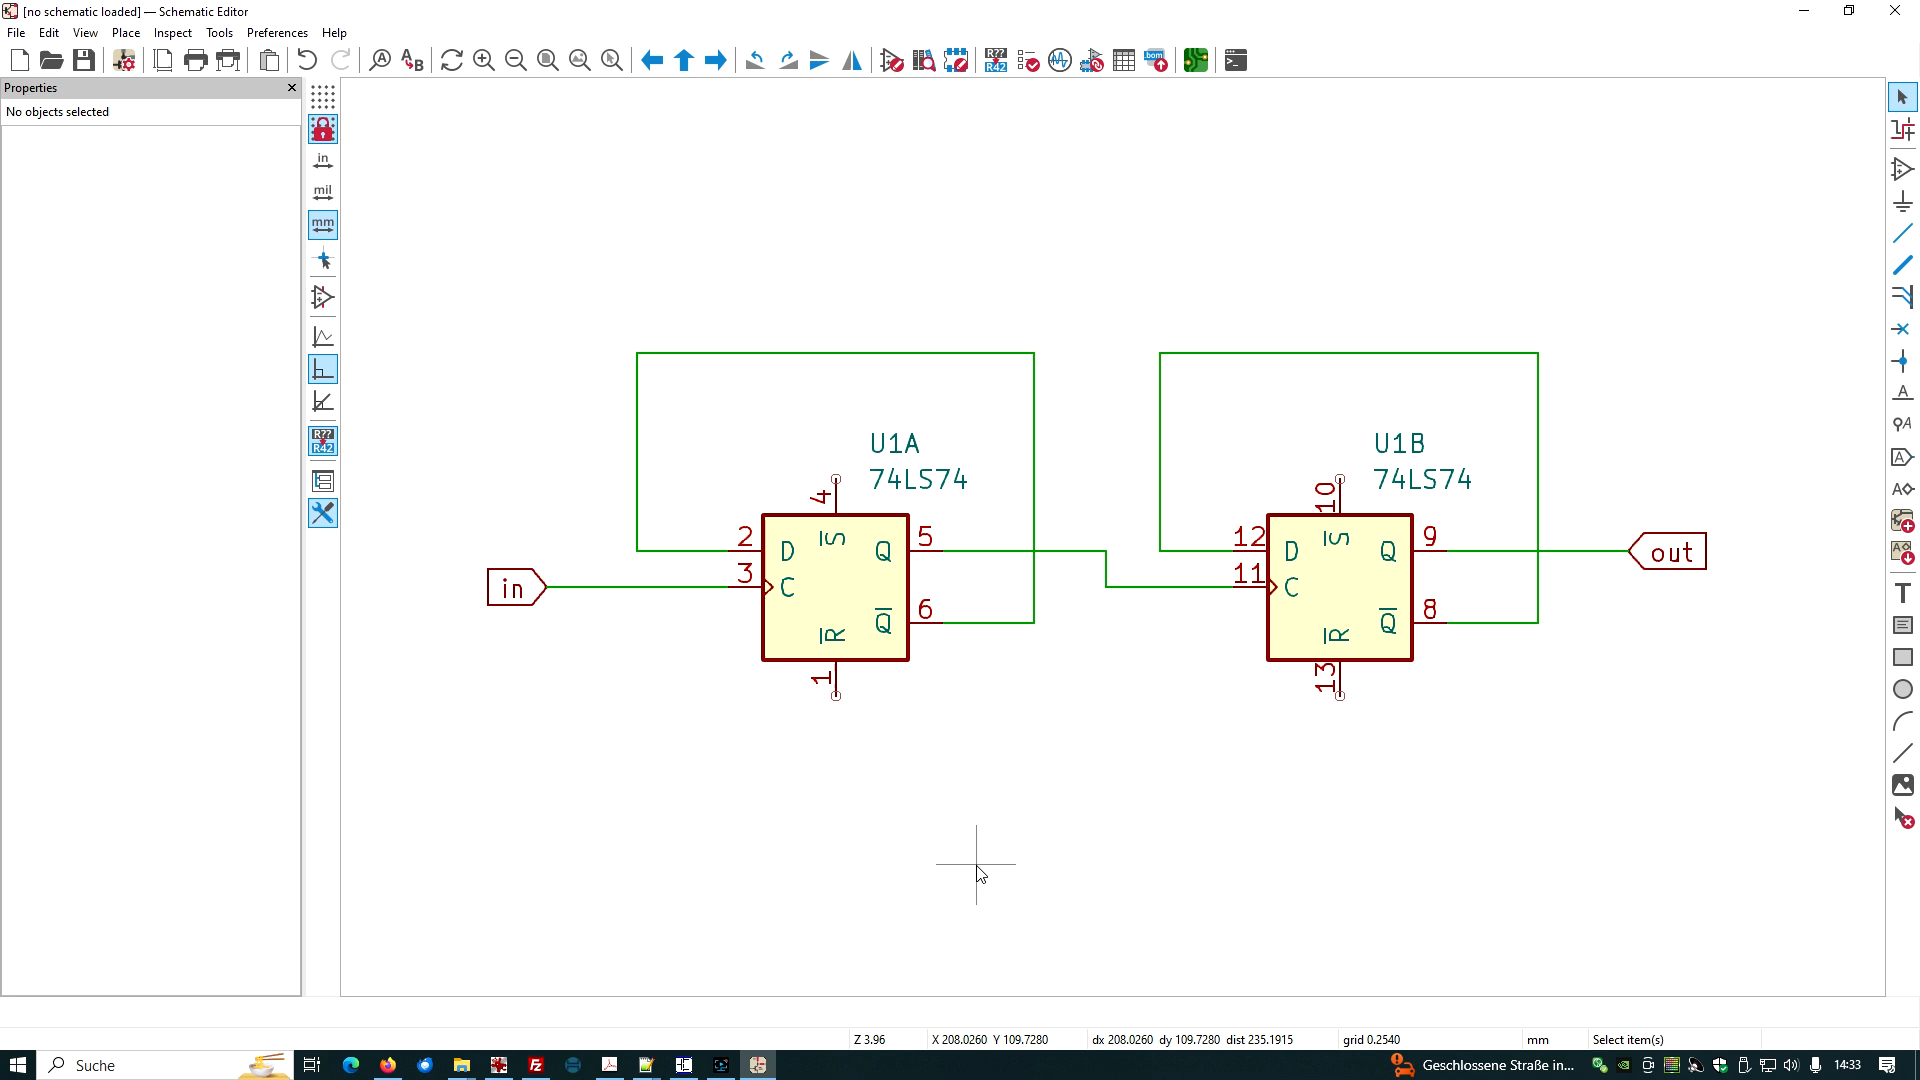 [no schematic loaded] — Schematic Editor
File Edit View Place Inspect Tools Preferences Help
Properties
No objects selected
in
mil
mm
R??
R42
U1A
74LS74
4
2
D
S
Q
5
3
C
6
R
Q
1
in
U1B
74LS74
10
12
D
S
Q
9
11
C
8
R
Q
13
out
Z 3.96 X 208.0260 Y 109.7280 dx 208.0260 dy 109.7280 dist 235.1915 grid 0.2540 mm Select item(s)
Suche
Geschlossene Straße in...
14:33